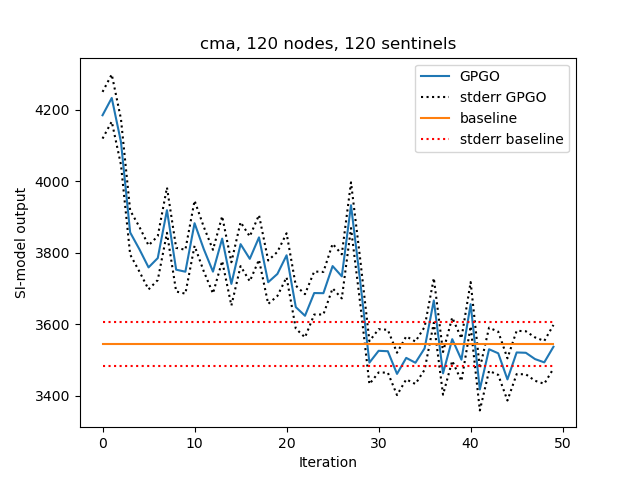 cma, 120 nodes, 120 sentinels
GPGO
stderr GPGO
baseline
stderr baseline
SI-model output
4200
4000
3800
3600
3400
0 10 20 30 40 50
Iteration